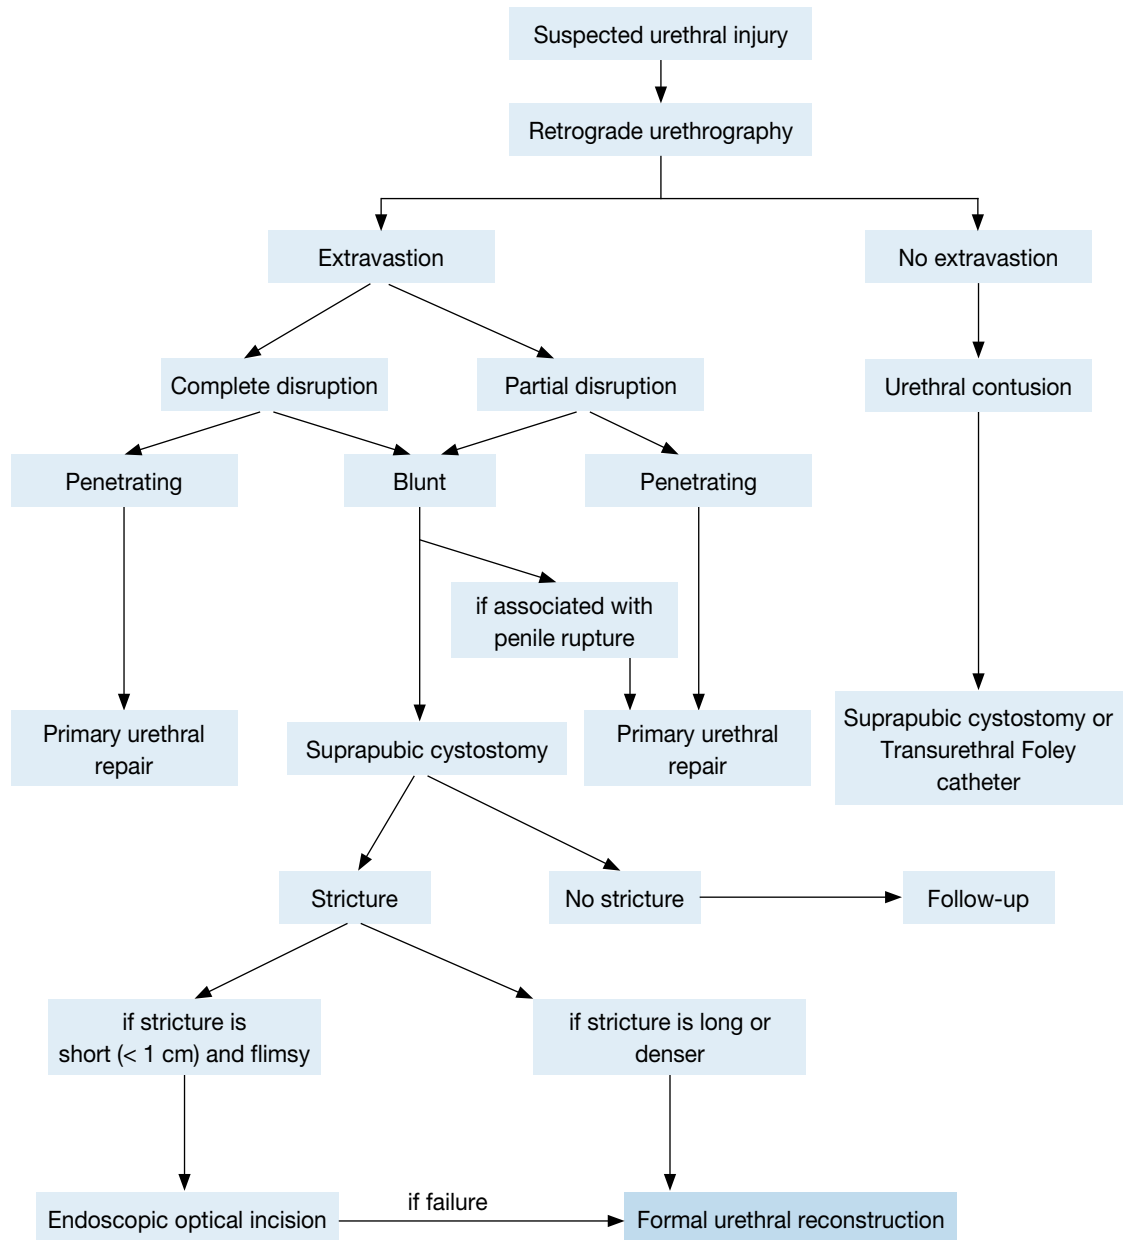 Suspected urethral injury
Retrograde urethrography
Extravastion
No extravastion
Complete disruption
Partial disruption
Urethral contusion
Penetrating
Blunt
Penetrating
if associated with
penile rupture
Primary urethral
repair
Suprapubic cystostomy
Primary urethral
repair
Suprapubic cystostomy or
Transurethral Foley
catheter
Stricture
No stricture
Follow-up
if stricture is
short (< 1 cm) and flimsy
if stricture is long or
denser
Endoscopic optical incision
if failure
Formal urethral reconstruction